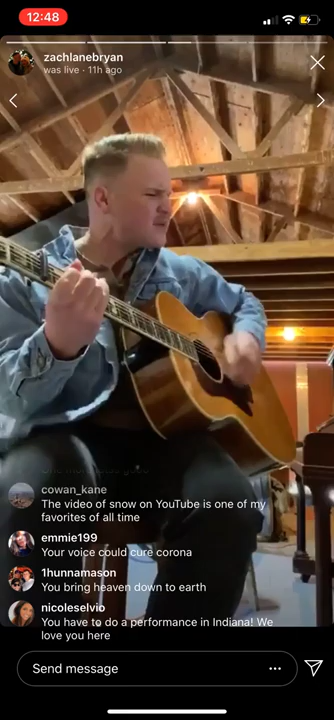 12:48
zachlanebryan
was live · 11h ago
cowan_kane
The video of snow on YouTube is one of my
favorites of all time
emmie199
Your voice could cure corona
1hunnamason
You bring heaven down to earth
nicoleselvio
You have to do a performance in Indiana! We
love you here
Send message